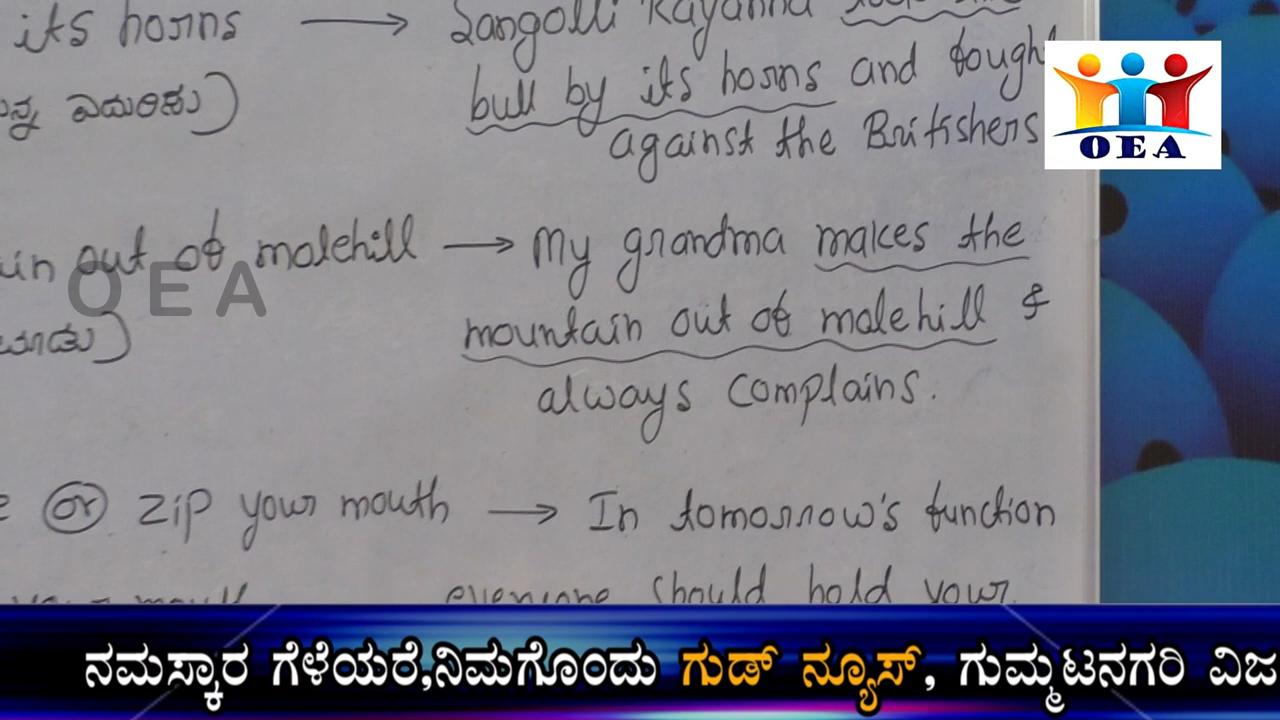 its horns → Sangolli Rayanna
ನ್ನು ಎದುರಿಸು) bull by its horns and fough
against the Britishers
OEA
out of molehill → My grandma makes the
OEA
mountain out of molehill &
always complains.
or zip your mouth → In tomorrow's function
everyone should hold your
ನಮಸ್ಕಾರ ಗೆಳೆಯರೆ,ನಿಮಗೊಂದು ಗುಡ್ ನ್ಯೂಸ್, ಗುಮ್ಮಟನಗರಿ ವಿಜ